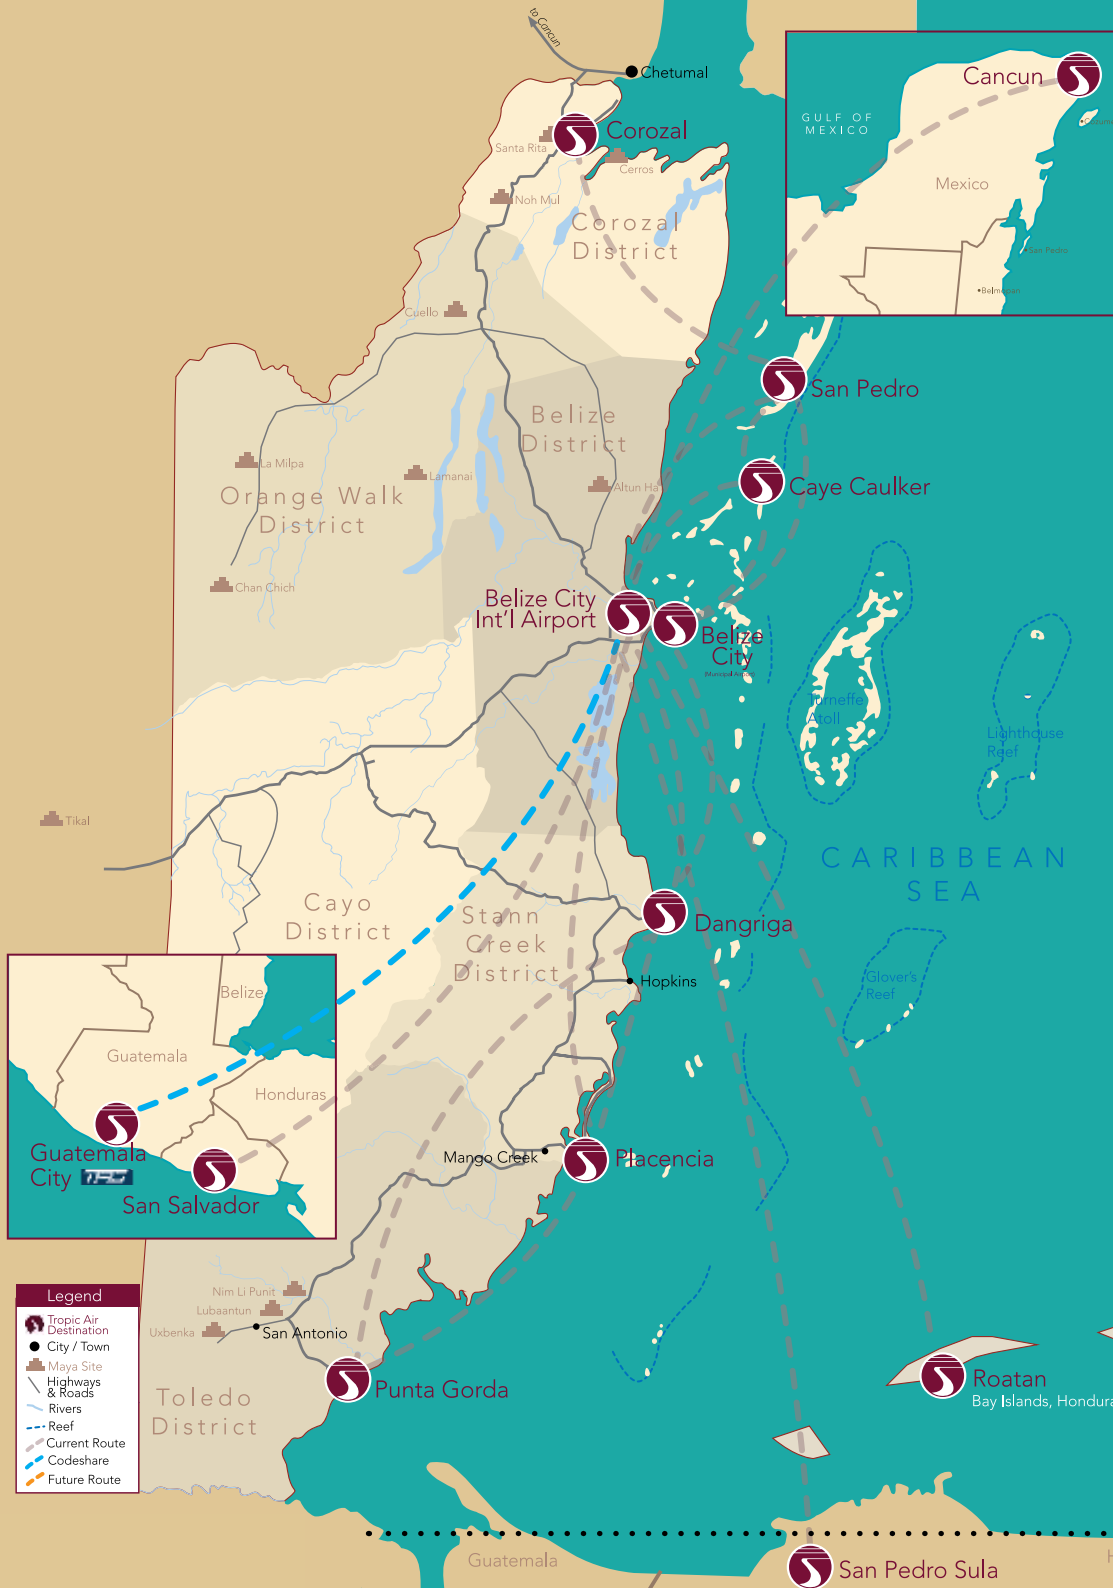 to Cancun
Chetumal
Corozal
Santa Rita
Cerros
Noh Mul
Corozal
District
Cuello
GULF OF
MEXICO
Cancun
Mexico
San Pedro
San Pedro
Belize
District
La Milpa
Lamanai
Altun Ha
Caye Caulker
Orange Walk
District
Chan Chich
Belize City
Int'l Airport
Belize
City
(Municipal Airport)
Turneffe
Atoll
Lighthouse
Reef
Tikal
CARIBBEAN
SEA
Cayo
District
Stann
Creek
District
Dangriga
Hopkins
Glover's
Reef
Belize
Guatemala
Honduras
Guatemala
City
San Salvador
Mango Creek
Placencia
Nim Li Punit
Lubaantun
Uxbenka
San Antonio
Punta Gorda
Toledo
District
Roatan
Bay Islands, Hondura
Legend
Tropic Air
Destination
City / Town
Maya Site
Highways
& Roads
Rivers
Reef
Current Route
Codeshare
Future Route
Guatemala
San Pedro Sula
H